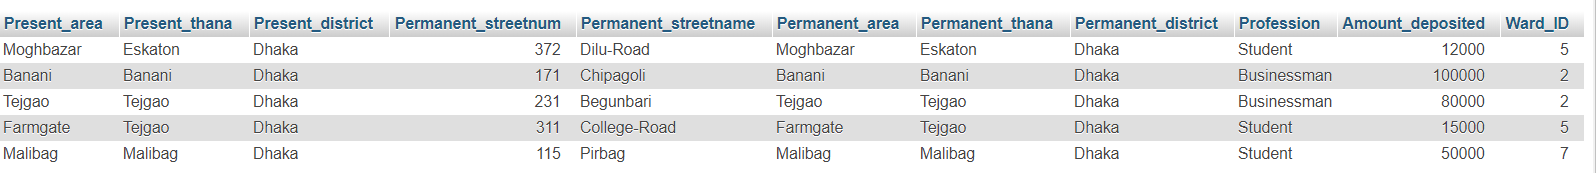 Present_area Present_thana Present_district Permanent_streetnum Permanent_streetname Permanent_area Permanent_thana Permanent_district Profession Amount_deposited Ward_ID
Moghbazar Eskaton Dhaka 372 Dilu-Road Moghbazar Eskaton Dhaka Student 12000 5
Banani Banani Dhaka 171 Chipagoli Banani Banani Dhaka Businessman 100000 2
Tejgao Tejgao Dhaka 231 Begunbari Tejgao Tejgao Dhaka Businessman 80000 2
Farmgate Tejgao Dhaka 311 College-Road Farmgate Tejgao Dhaka Student 15000 5
Malibag Malibag Dhaka 115 Pirbag Malibag Malibag Dhaka Student 50000 7